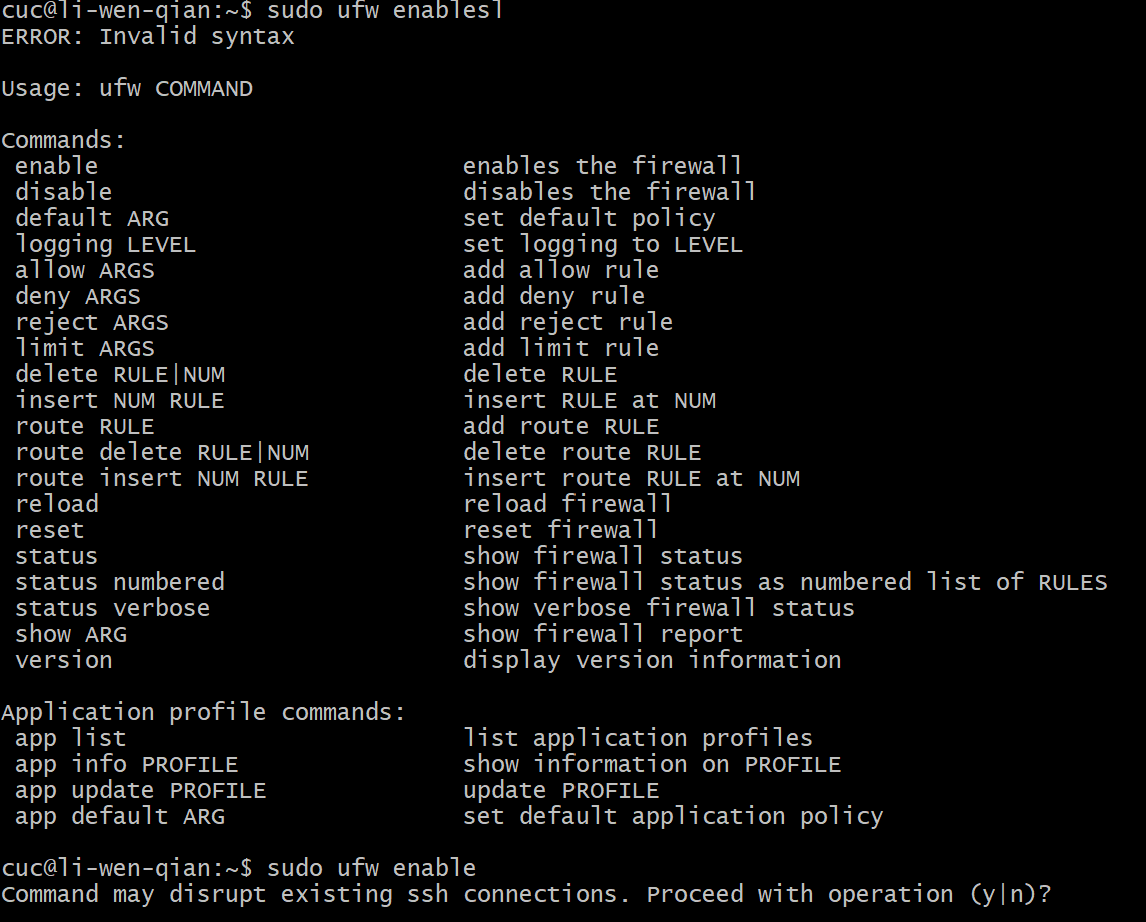 cuc@li-wen-qian:~$ sudo ufw enablesl
ERROR: Invalid syntax
Usage: ufw COMMAND
Commands:
enable enables the firewall
disable disables the firewall
default ARG set default policy
logging LEVEL set logging to LEVEL
allow ARGS add allow rule
deny ARGS add deny rule
reject ARGS add reject rule
limit ARGS add limit rule
delete RULE|NUM delete RULE
insert NUM RULE insert RULE at NUM
route RULE add route RULE
route delete RULE|NUM delete route RULE
route insert NUM RULE insert route RULE at NUM
reload reload firewall
reset reset firewall
status show firewall status
status numbered show firewall status as numbered list of RULES
status verbose show verbose firewall status
show ARG show firewall report
version display version information
Application profile commands:
app list list application profiles
app info PROFILE show information on PROFILE
app update PROFILE update PROFILE
app default ARG set default application policy
cuc@li-wen-qian:~$ sudo ufw enable
Command may disrupt existing ssh connections. Proceed with operation (y|n)?